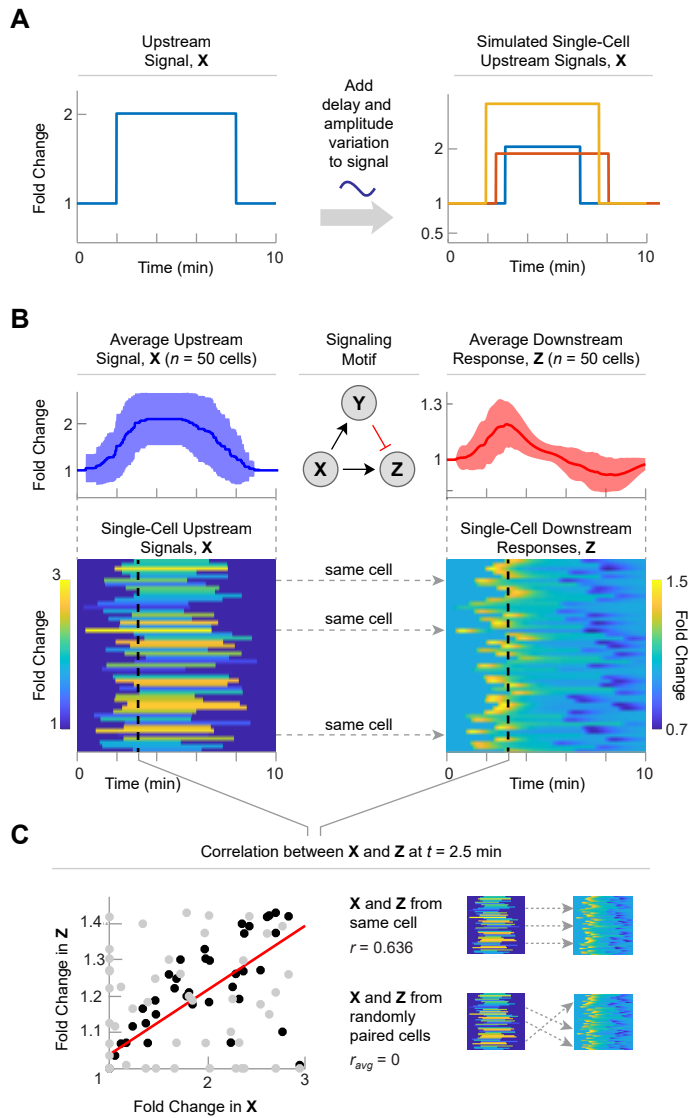 A
Upstream
Signal, X
Fold Change
2
1
0
10
Time (min)
Add
delay and
amplitude
variation
to signal
Simulated Single-Cell
Upstream Signals, X
2
1
0.5
0
10
Time (min)
B
Average Upstream
Signal, X (n = 50 cells)
Fold Change
2
1
Signaling
Motif
Y
X
Z
Average Downstream
Response, Z (n = 50 cells)
1.3
1
Single-Cell Upstream
Signals, X
3
Fold Change
1
0
10
Time (min)
same cell
same cell
same cell
Single-Cell Downstream
Responses, Z
1.5
Fold Change
0.7
0
10
Time (min)
C
Correlation between X and Z at t = 2.5 min
Fold Change in Z
1.4
1.3
1.2
1.1
1
2
3
Fold Change in X
X and Z from
same cell
r = 0.636
X and Z from
randomly
paired cells
ravg = 0